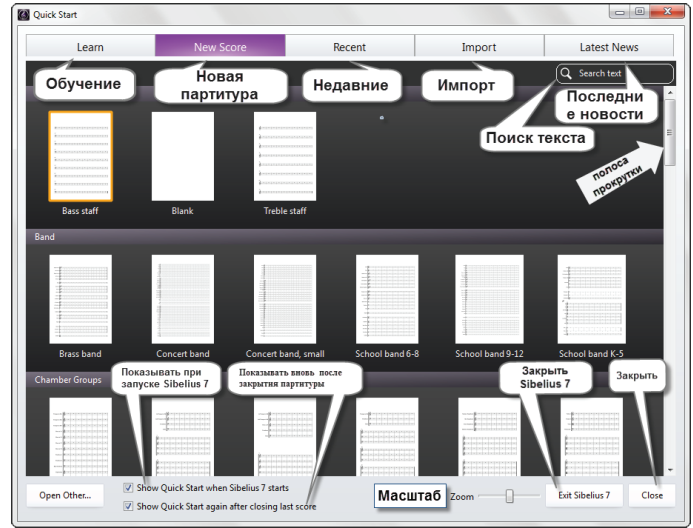 Quick Start
Learn
New Score
Recent
Import
Latest News
Обучение
Новая
партитура
Недавние
Импорт
Search text
Последни
е новости
Поиск текста
полоса
прокрутки
Bass staff
Blank
Treble staff
Band
Brass band
Concert band
Concert band, small
School band 6-8
School band 9-12
School band K-5
Chamber Groups
Показывать при
запуске Sibelius 7
Показывать вновь после
закрытия партитуры
Закрыть
Sibelius 7
Закрыть
Open Other...
Show Quick Start when Sibelius 7 starts
Show Quick Start again after closing last score
Масштаб
Zoom
Exit Sibelius 7
Close